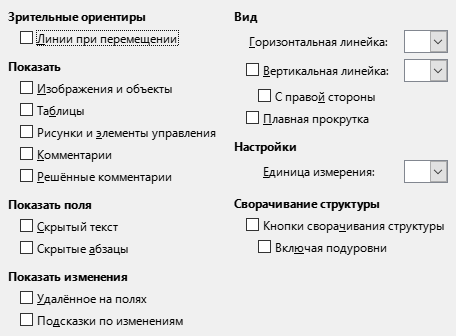 Зрительные ориентиры
Линии при перемещении
Показать
Изображения и объекты
Таблицы
Рисунки и элементы управления
Комментарии
Решённые комментарии
Показать поля
Скрытый текст
Скрытые абзацы
Показать изменения
Удалённое на полях
Подсказки по изменениям
Вид
Горизонтальная линейка:
Вертикальная линейка:
С правой стороны
Плавная прокрутка
Настройки
Единица измерения:
Сворачивание структуры
Кнопки сворачивания структуры
Включая подуровни